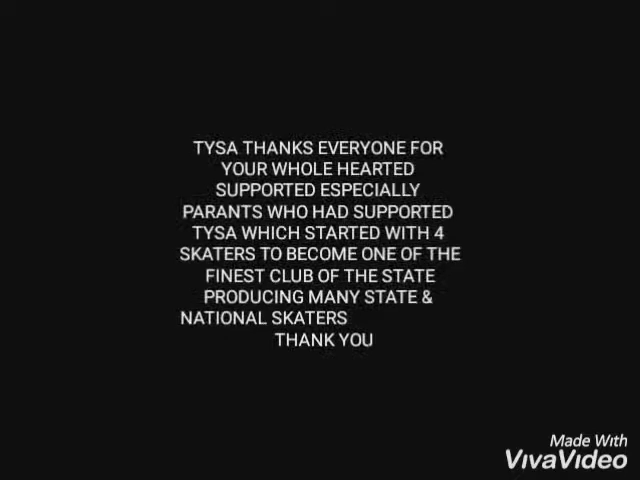 TYSA THANKS EVERYONE FOR
YOUR WHOLE HEARTED
SUPPORTED ESPECIALLY
PARANTS WHO HAD SUPPORTED
TYSA WHICH STARTED WITH 4
SKATERS TO BECOME ONE OF THE
FINEST CLUB OF THE STATE
PRODUCING MANY STATE &
NATIONAL SKATERS
THANK YOU
Made With
VivaVideo